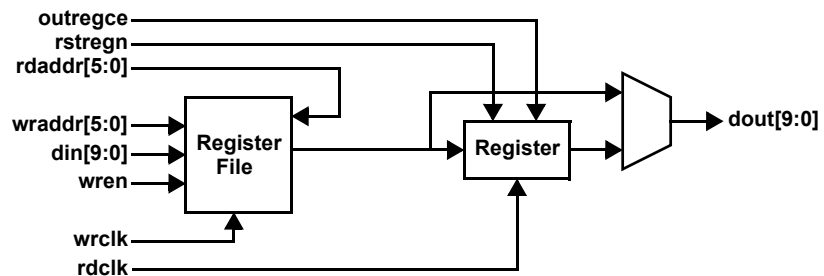 outregce
rstregn
rdaddr[5:0]
wraddr[5:0]
din[9:0]
wren
wrclk
rdclk
Register
File
Register
dout[9:0]